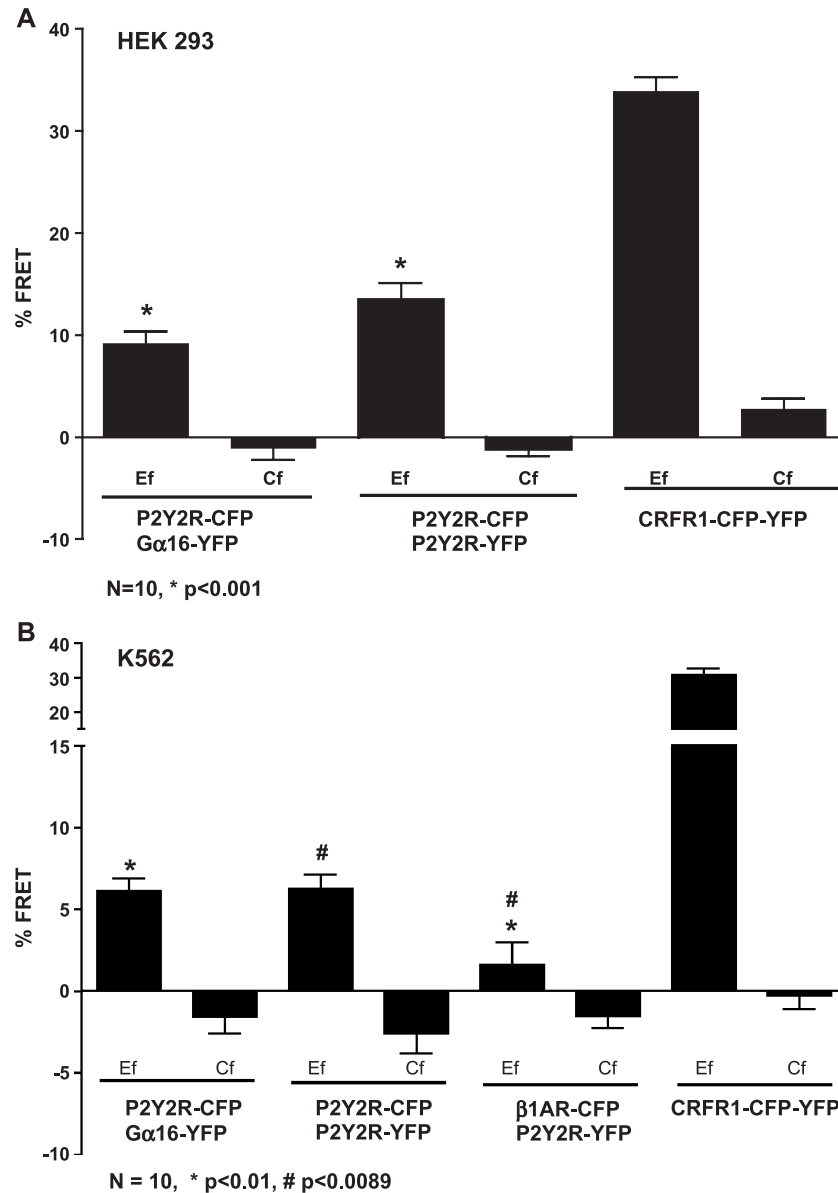 A
HEK 293
40
30
20
10
0
-10
% FRET
*
*
Ef Cf Ef Cf Ef Cf
P2Y2R-CFP P2Y2R-CFP CRFR1-CFP-YFP
Gα16-YFP P2Y2R-YFP
N=10, * p<0.001
B
K562
40
30
20
15
10
5
0
-5
-10
% FRET
*
#
#
*
Ef Cf Ef Cf Ef Cf Ef Cf
P2Y2R-CFP P2Y2R-CFP β1AR-CFP CRFR1-CFP-YFP
Gα16-YFP P2Y2R-YFP P2Y2R-YFP
N = 10, * p<0.01, # p<0.0089